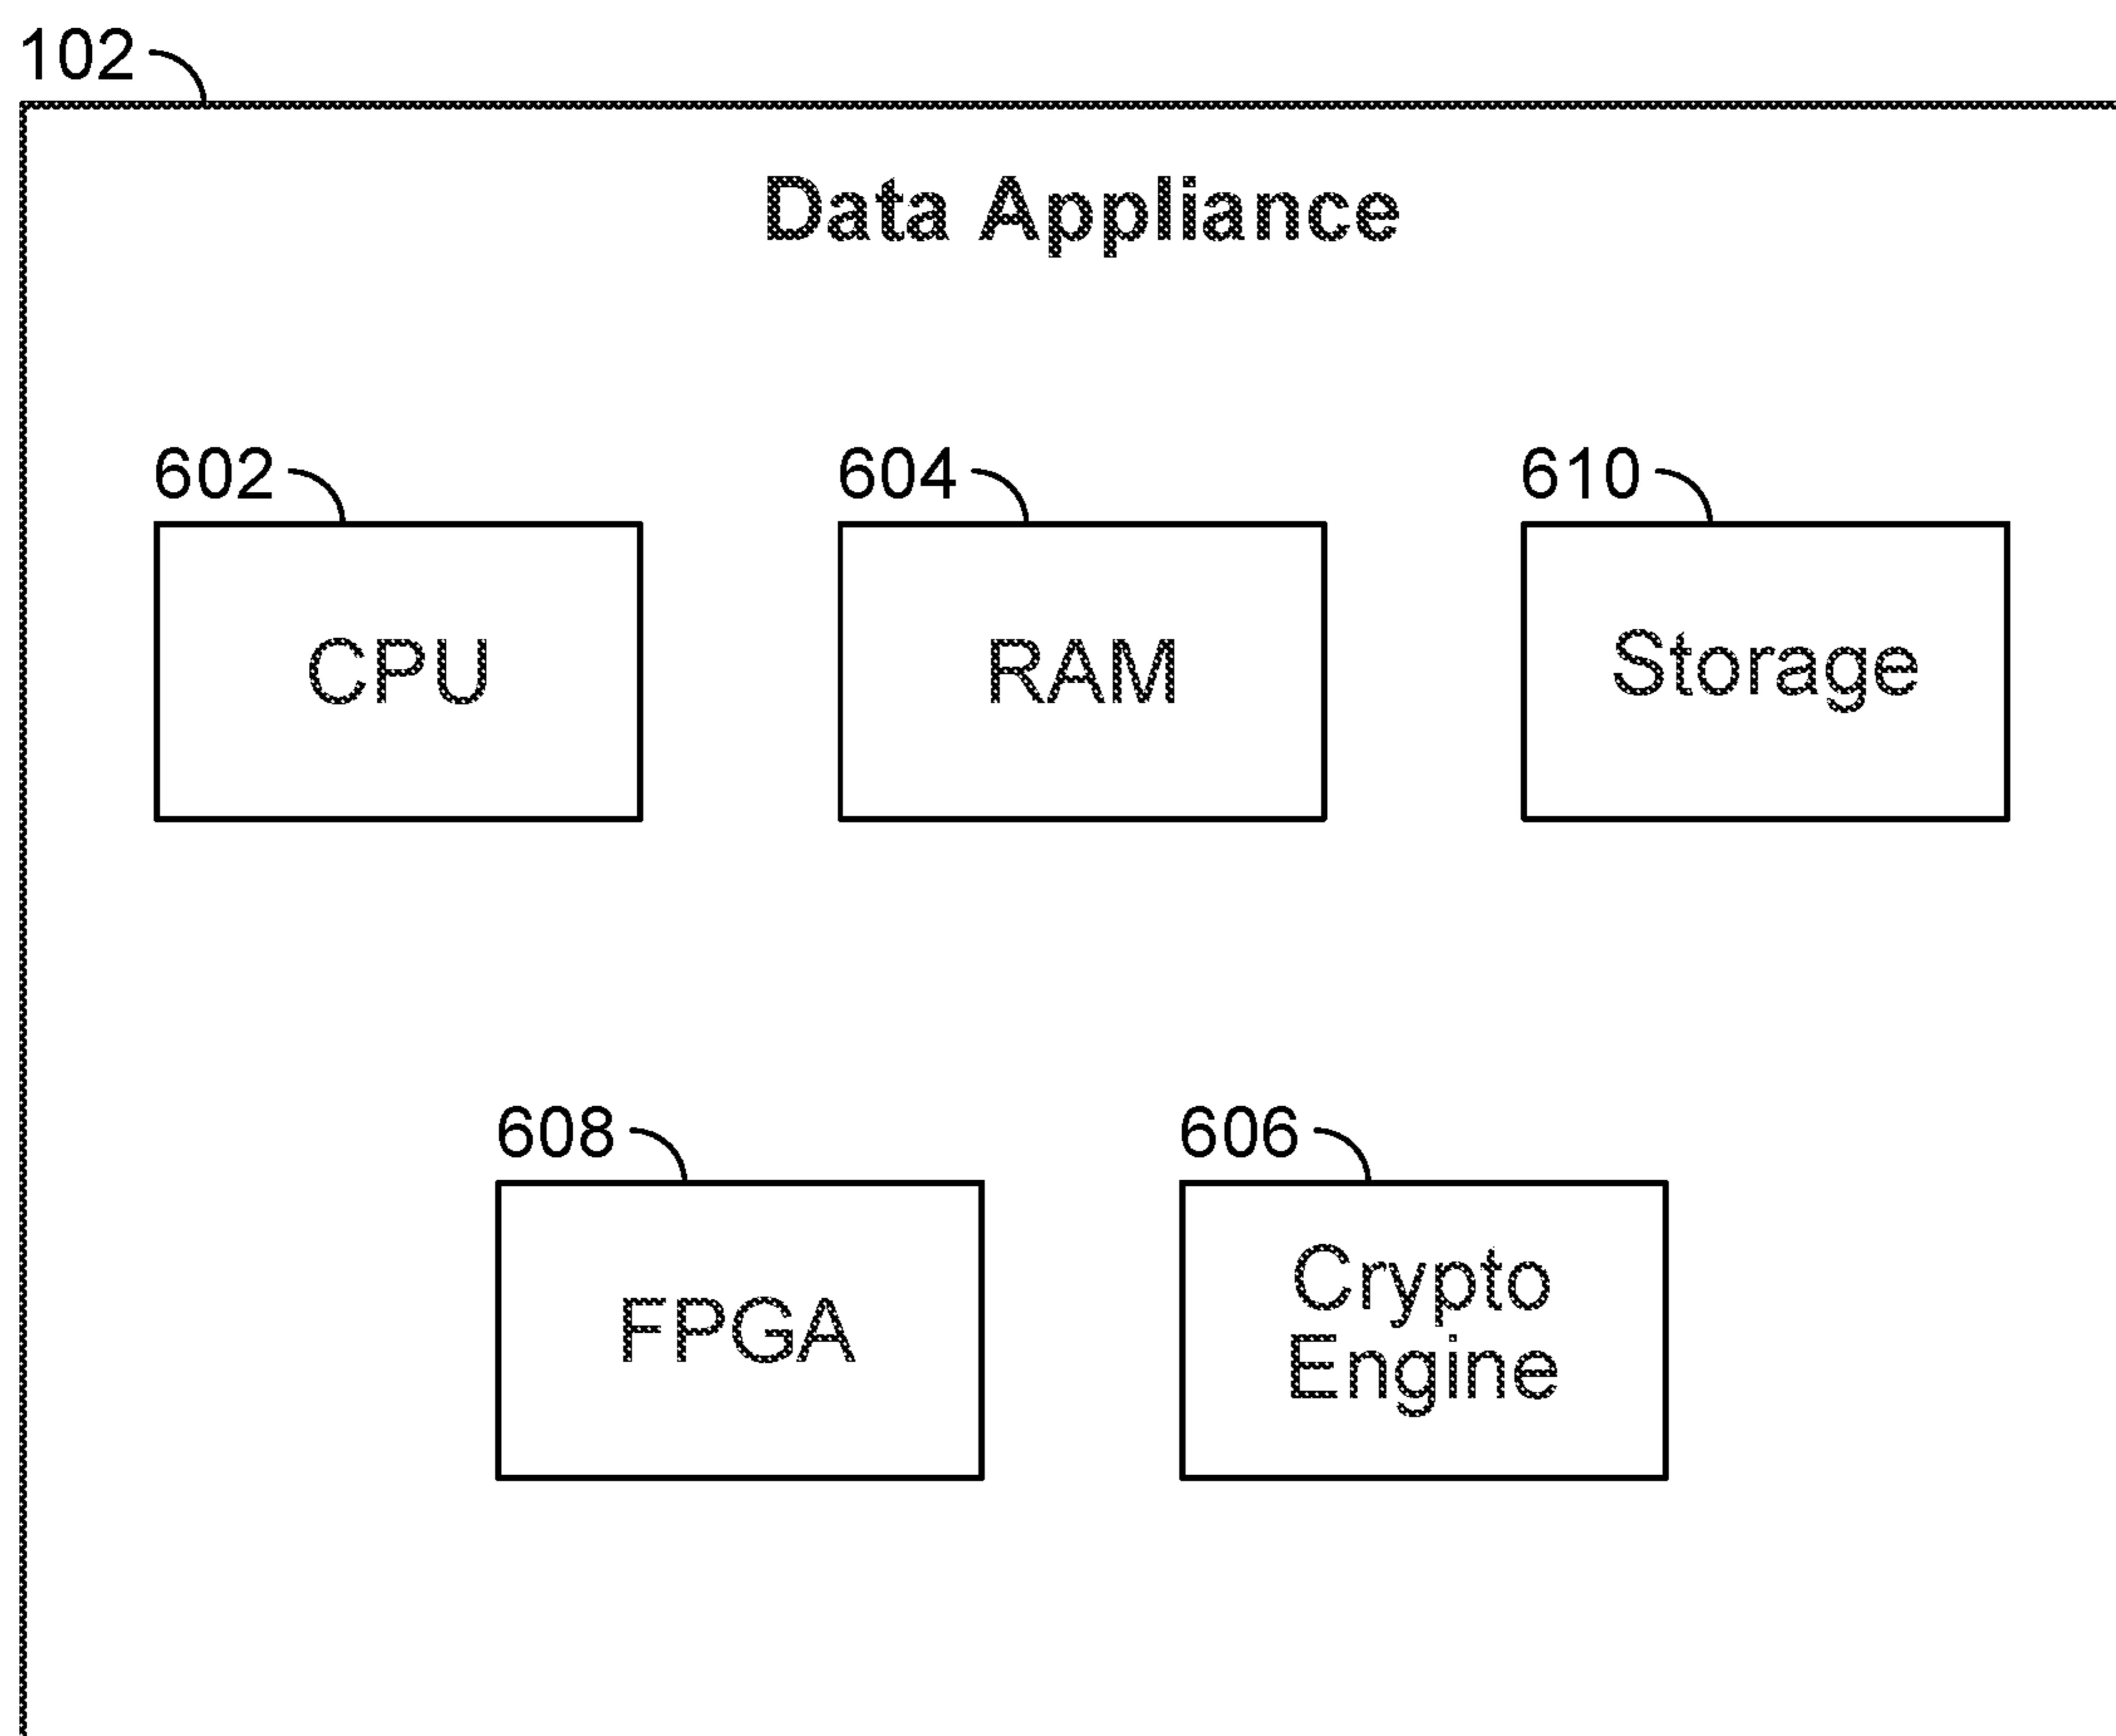 102
Data Appliance
602
604
610
CPU
RAM
Storage
608
606
FPGA
Crypto
Engine